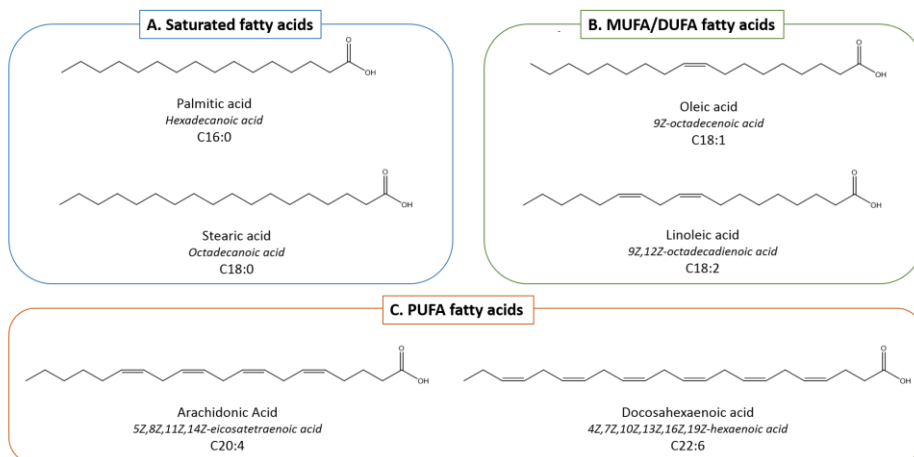 A. Saturated fatty acids
O
OH
Palmitic acid
Hexadecanoic acid
C16:0
O
OH
Stearic acid
Octadecanoic acid
C18:0
B. MUFA/DUFA fatty acids
O
OH
Oleic acid
9Z-octadecenoic acid
C18:1
O
OH
Linoleic acid
9Z,12Z-octadecadienoic acid
C18:2
C. PUFA fatty acids
O
OH
Arachidonic Acid
5Z,8Z,11Z,14Z-eicosatetraenoic acid
C20:4
O
OH
Docosahexaenoic acid
4Z,7Z,10Z,13Z,16Z,19Z-hexaenoic acid
C22:6